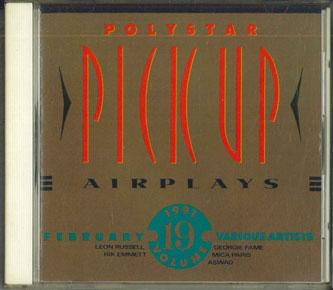 POLYSTAR
PICK UP
AIRPLAYS
1991
FEBRUARY 19 VARIOUS ARTISTS
VOLUME
LEON RUSSELL GEORGIE FAME
RIK EMMETT MICA PARIS
ASWAD